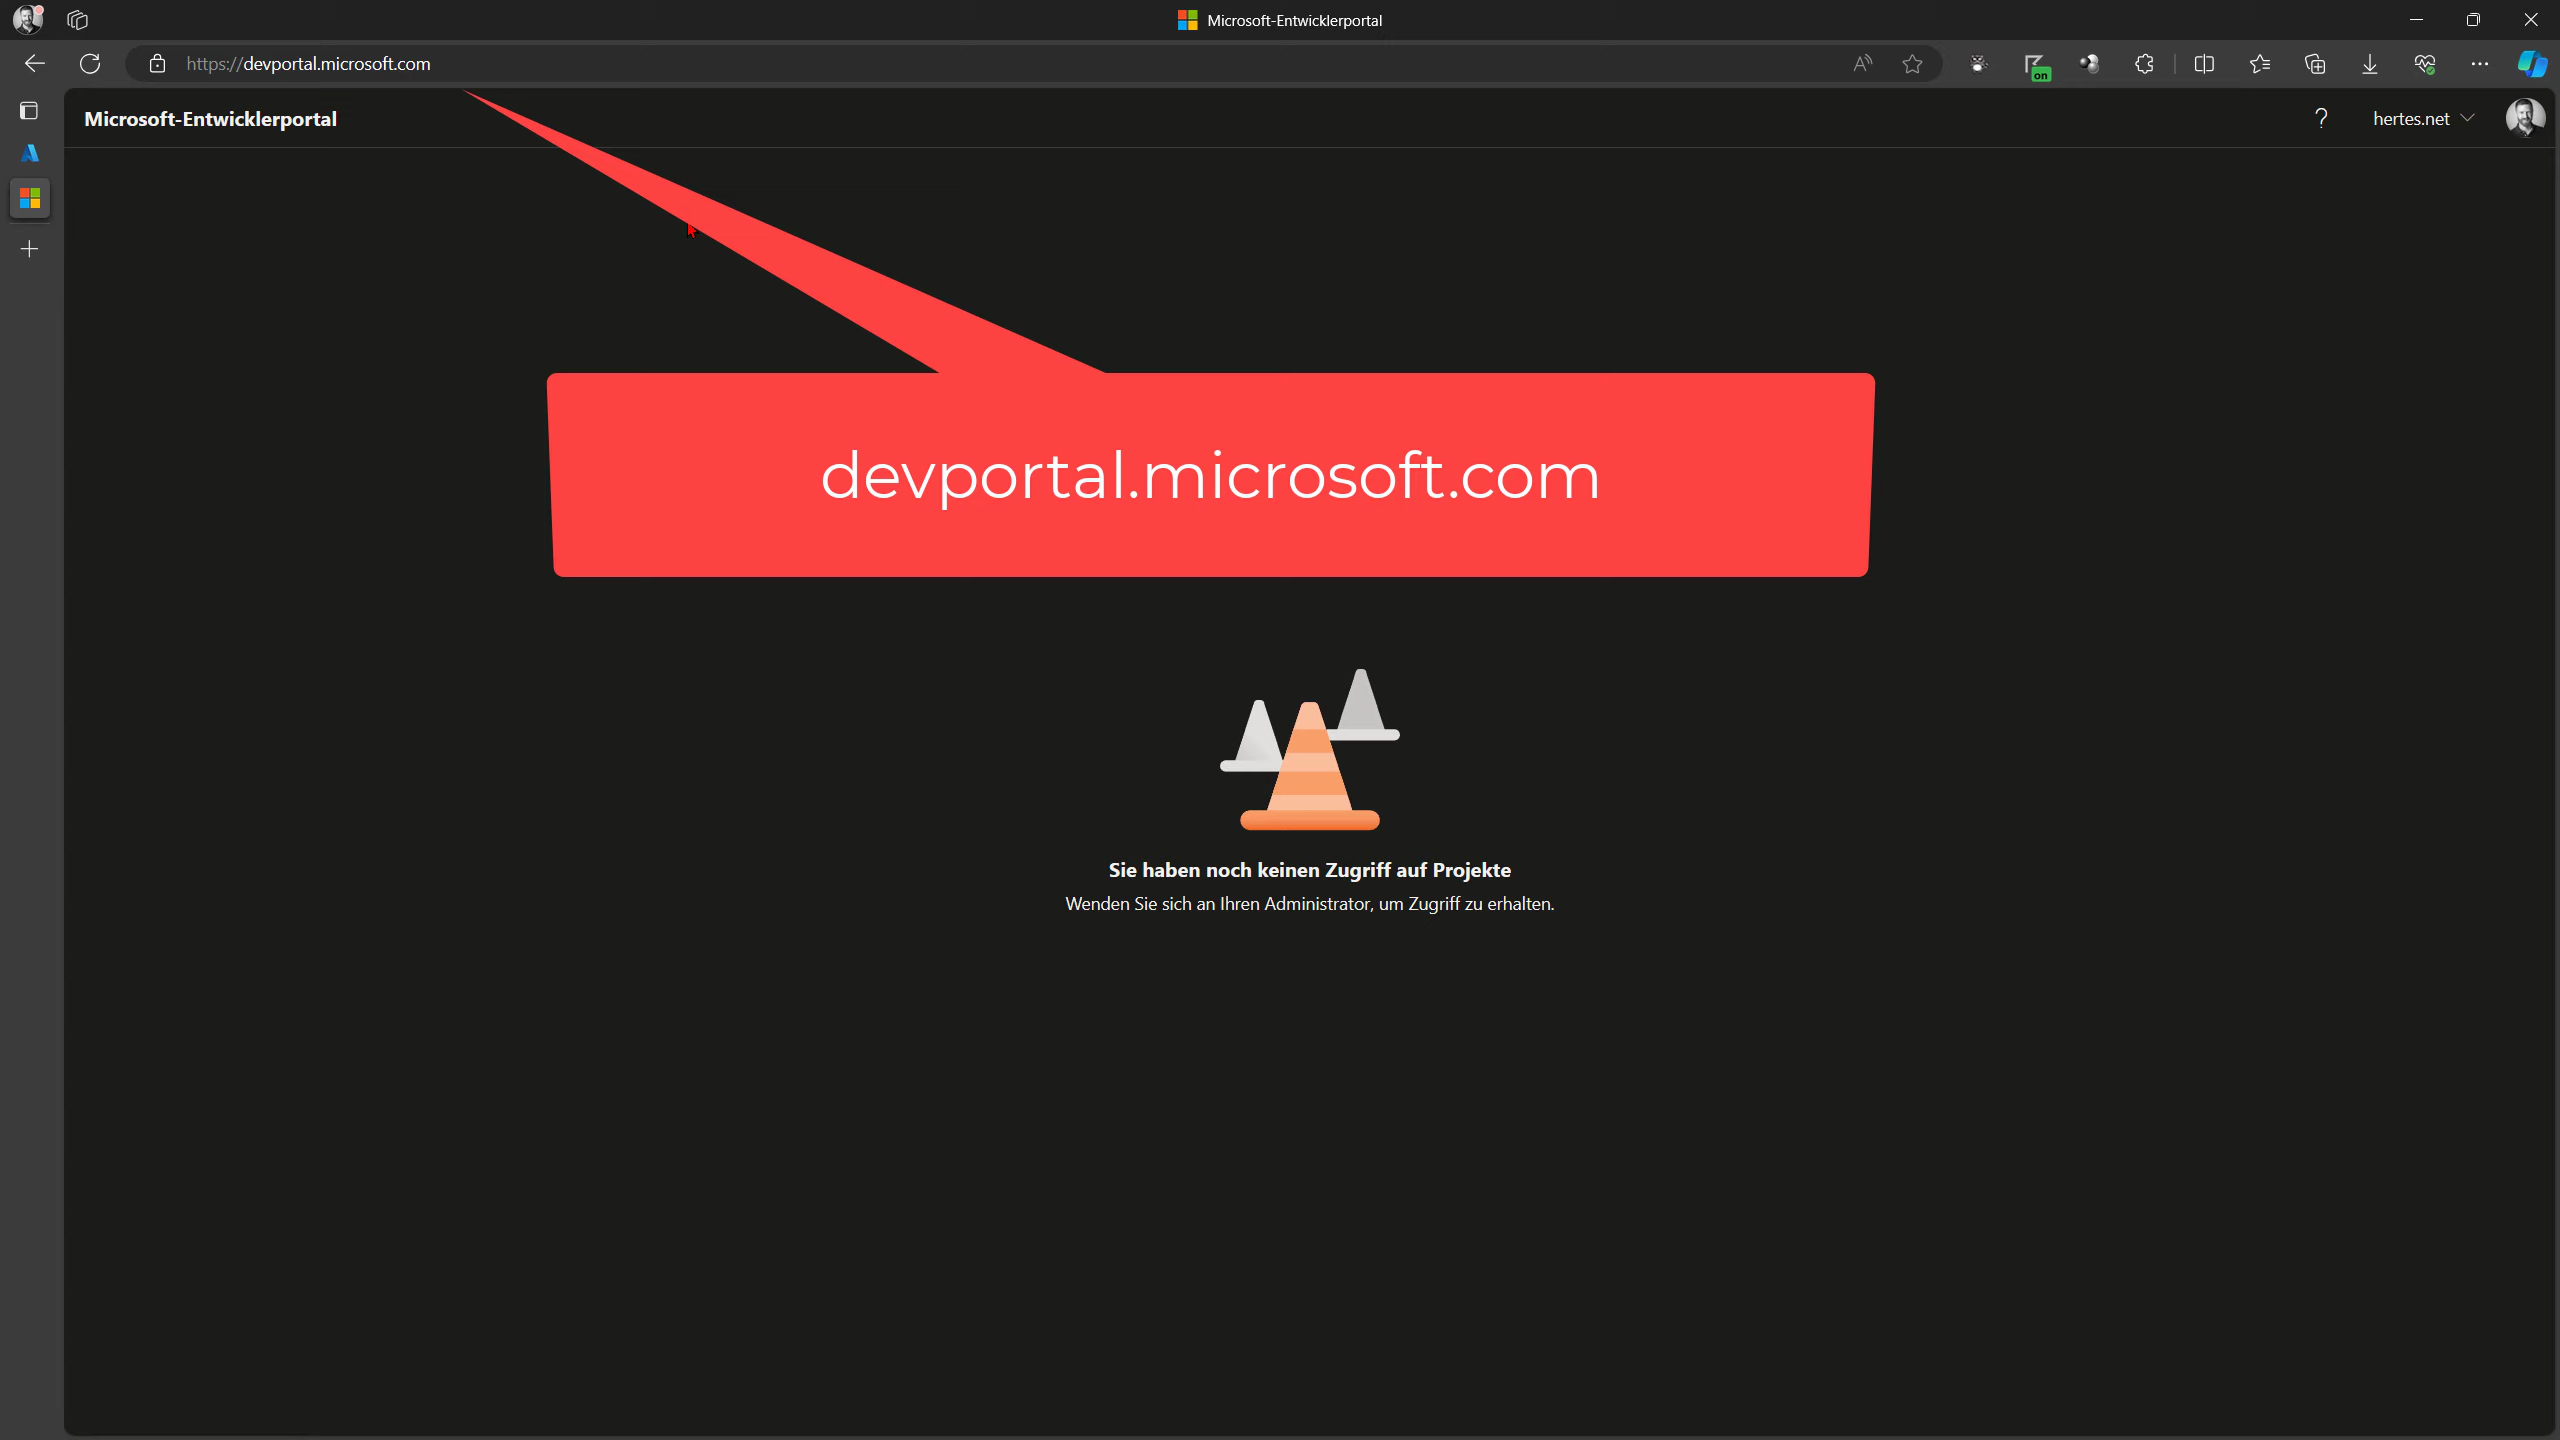 Microsoft-Entwicklerportal
https://devportal.microsoft.com
on
Microsoft-Entwicklerportal
hertes.net
devportal.microsoft.com
Sie haben noch keinen Zugriff auf Projekte
Wenden Sie sich an Ihren Administrator, um Zugriff zu erhalten.